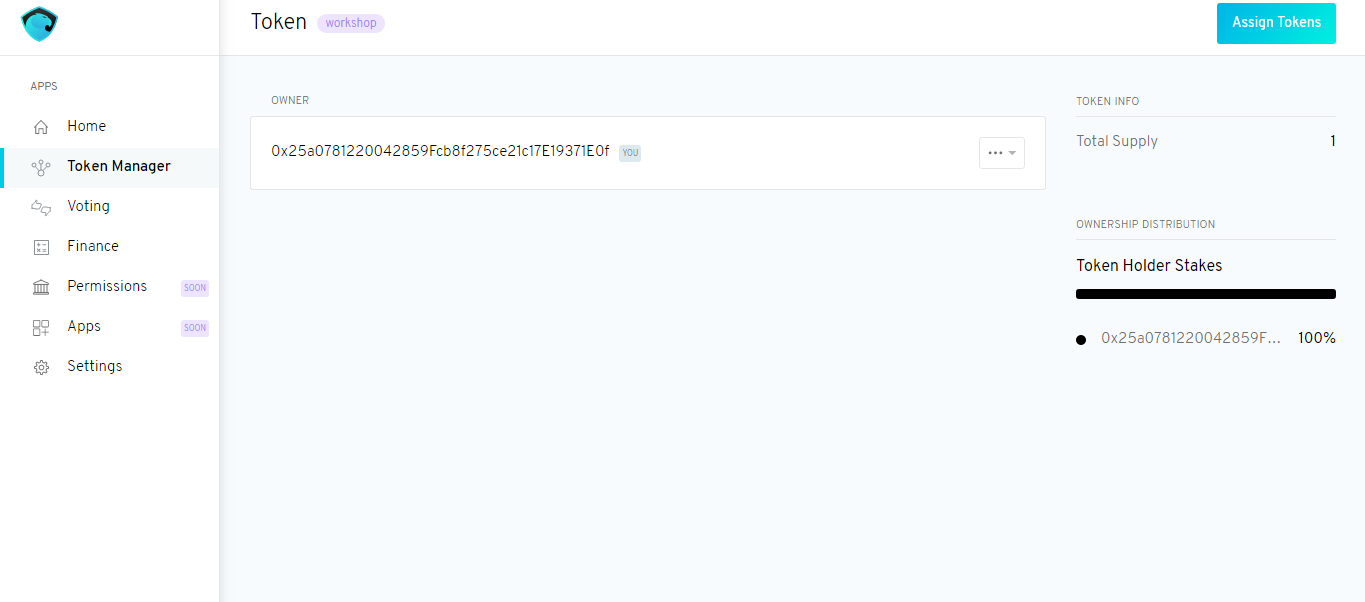 Token workshop
Assign Tokens
APPS
Home
Token Manager
Voting
Finance
Permissions SOON
Apps SOON
Settings
OWNER
0x25a0781220042859Fcb8f275ce21c17E19371E0f YOU
TOKEN INFO
Total Supply 1
OWNERSHIP DISTRIBUTION
Token Holder Stakes
0x25a0781220042859F... 100%